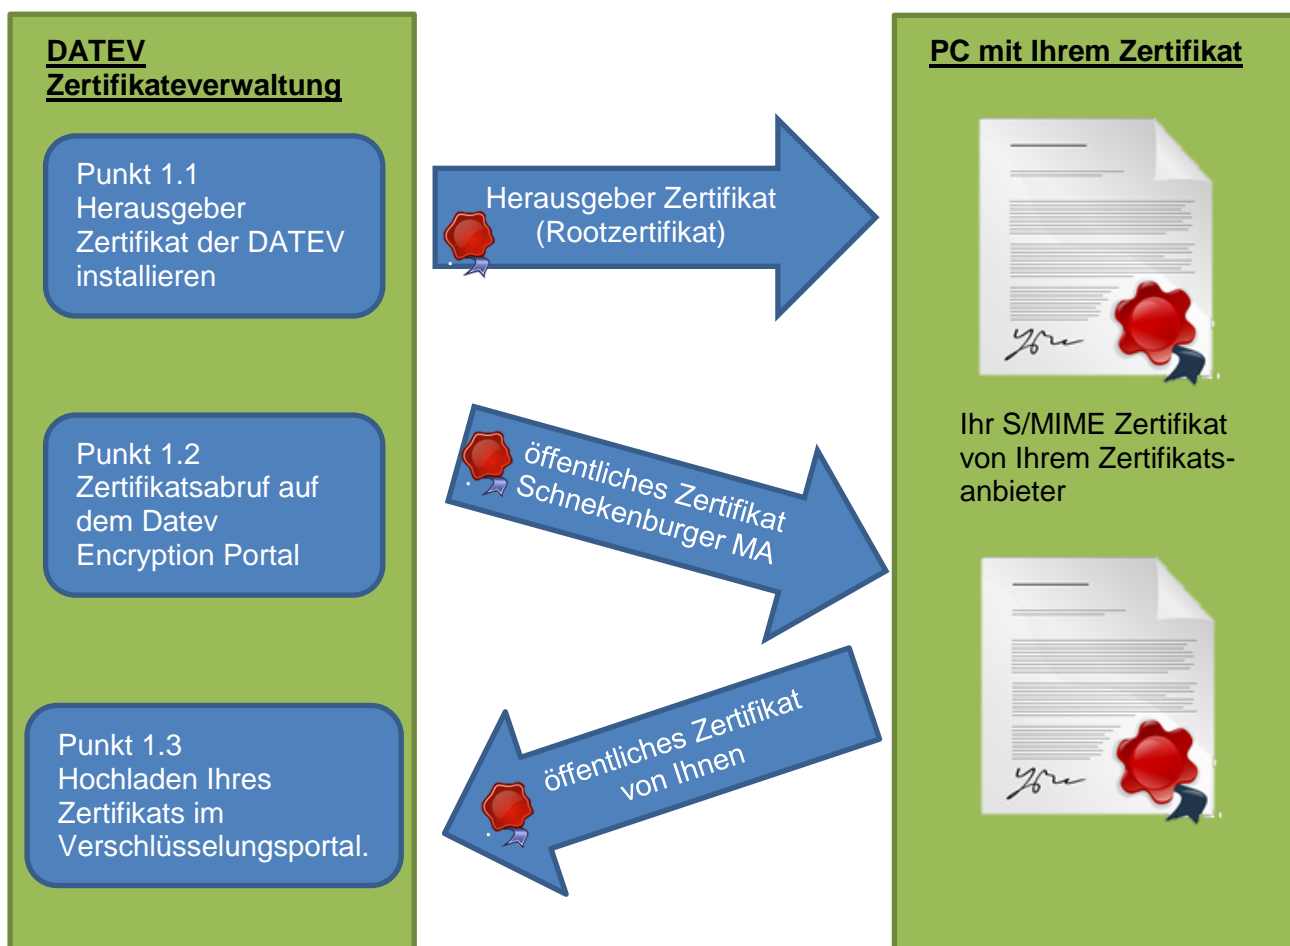 DATEV
Zertifikateverwaltung
Punkt 1.1
Herausgeber
Zertifikat der DATEV
installieren
Herausgeber Zertifikat
(Rootzertifikat)
PC mit Ihrem Zertifikat
Punkt 1.2
Zertifikatsabruf auf
dem Datev
Encryption Portal
öffentliches Zertifikat
Schnekenburger MA
Ihr S/MIME Zertifikat
von Ihrem Zertifikats-
anbieter
Punkt 1.3
Hochladen Ihres
Zertifikats im
Verschlüsselungsportal.
öffentliches Zertifikat
von Ihnen